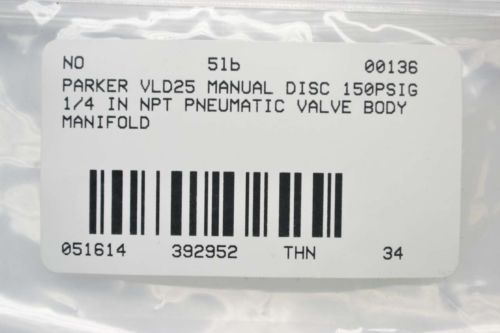 NO 5lb 00136
PARKER VLD25 MANUAL DISC 150PSIG
1/4 IN NPT PNEUMATIC VALVE BODY
MANIFOLD
051614 392952 THN 34